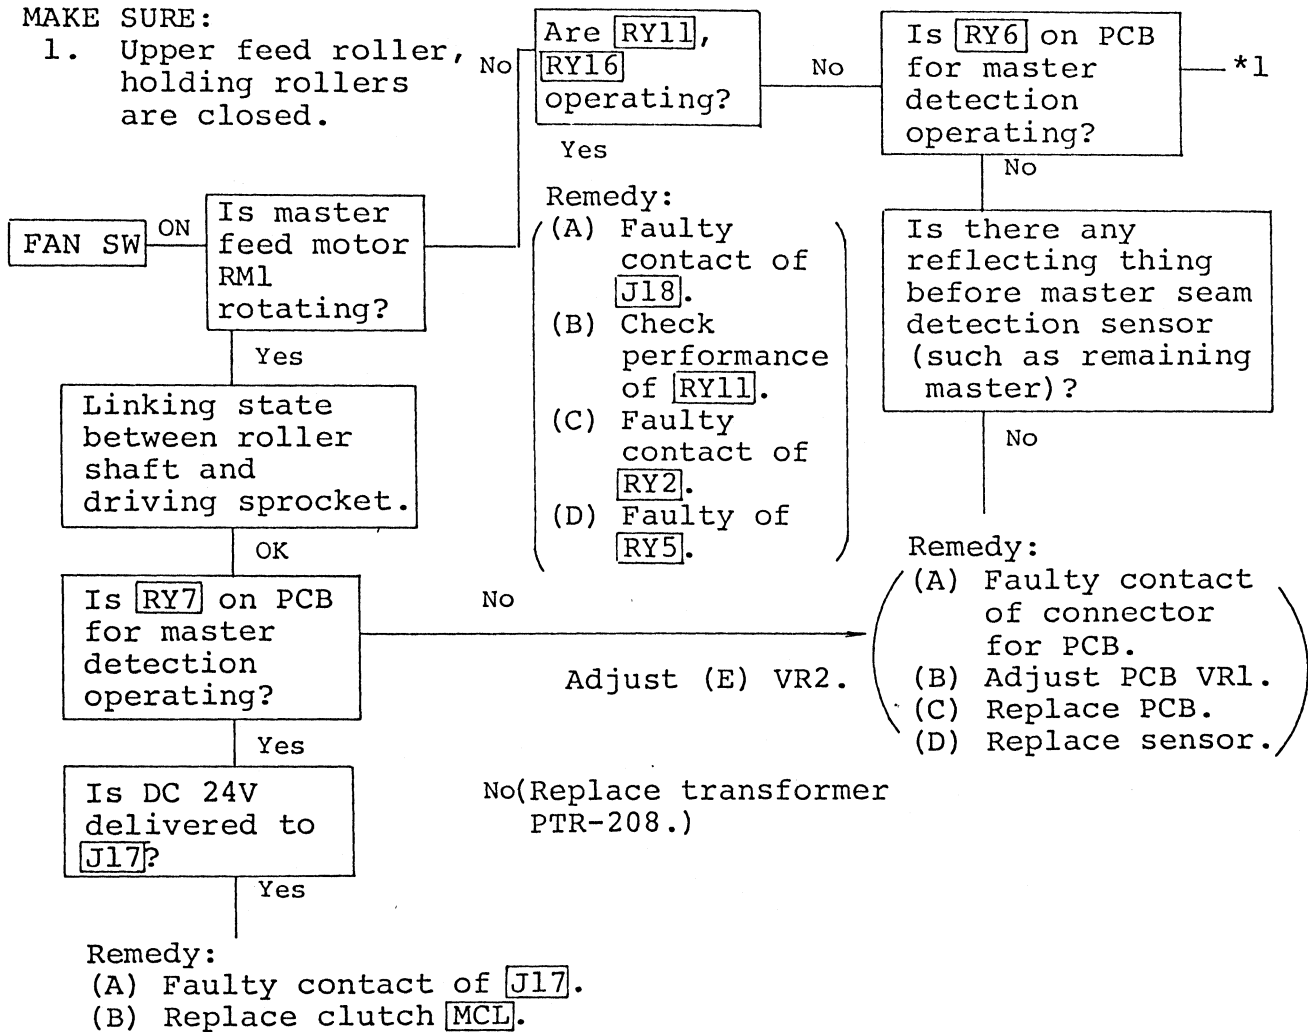 MAKE SURE:
1. Upper feed roller,
holding rollers
are closed.
FAN SW
ON
Is master
feed motor
RM1
rotating?
No
Are RY11,
RY16
operating?
No
Is RY6 on PCB
for master
detection
operating?
*1
Yes
Remedy:
(A) Faulty
contact of
J18.
(B) Check
performance
of RY11.
(C) Faulty
contact of
RY2.
(D) Faulty of
RY5.
No
Is there any
reflecting thing
before master seam
detection sensor
(such as remaining
master)?
No
Remedy:
(A) Faulty contact
of connector
for PCB.
(B) Adjust PCB VR1.
(C) Replace PCB.
(D) Replace sensor.
Yes
Linking state
between roller
shaft and
driving sprocket.
OK
Is RY7 on PCB
for master
detection
operating?
No
Adjust (E) VR2.
Yes
Is DC 24V
delivered to
J17?
No(Replace transformer
PTR-208.)
Yes
Remedy:
(A) Faulty contact of J17.
(B) Replace clutch MCL.